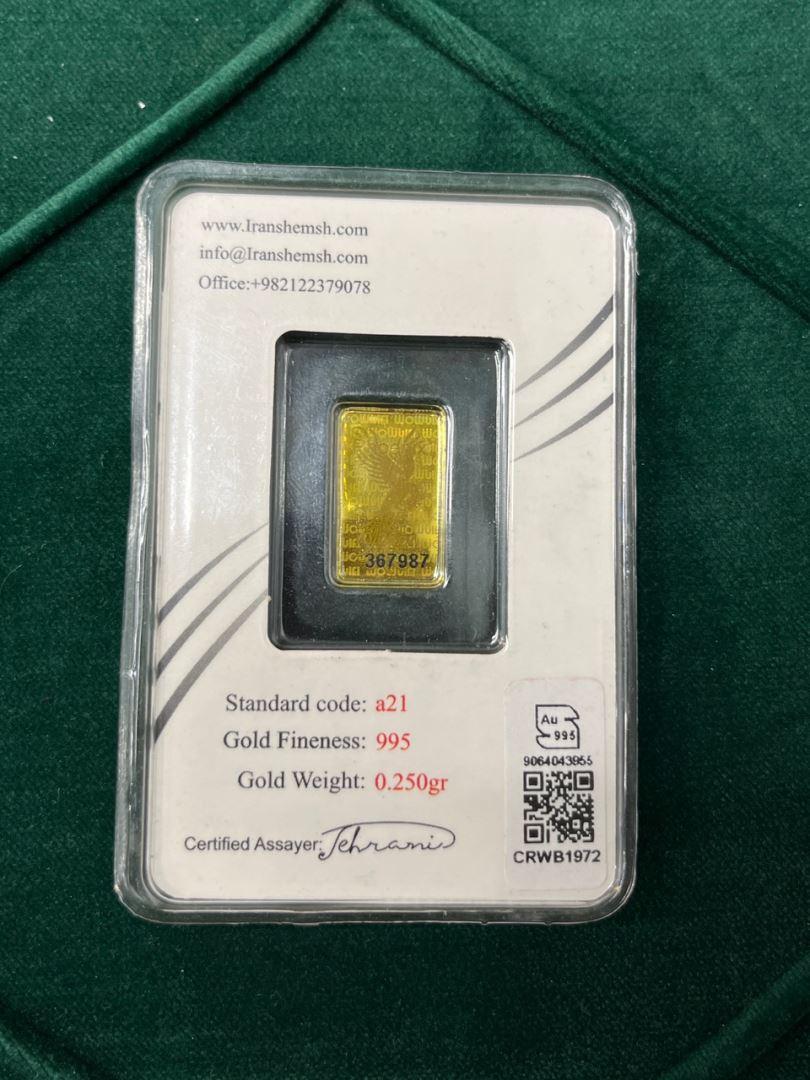 www.Iranshemsh.com
info@Iranshemsh.com
Office:+982122379078
367987
Standard code: a21
Gold Fineness: 995
Gold Weight: 0.250gr
Certified Assayer: Tehrani
Au
995
9064043955
CRWB1972